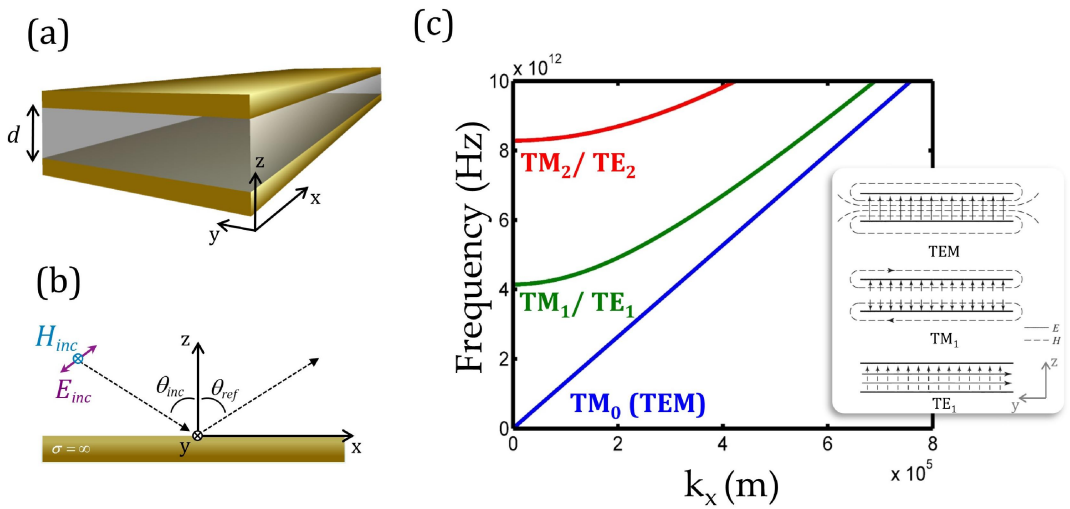 (a)
d
z
x
y
(b)
H_inc
E_inc
z
θ_inc
θ_ref
σ = ∞
y
x
(c)
x 10^12
10
8
6
4
2
0
Frequency (Hz)
TM₂/ TE₂
TM₁/ TE₁
TM₀ (TEM)
0
2
4
6
8
x 10^5
kₓ (m)
TEM
TM₁
E
H
TE₁
z
y